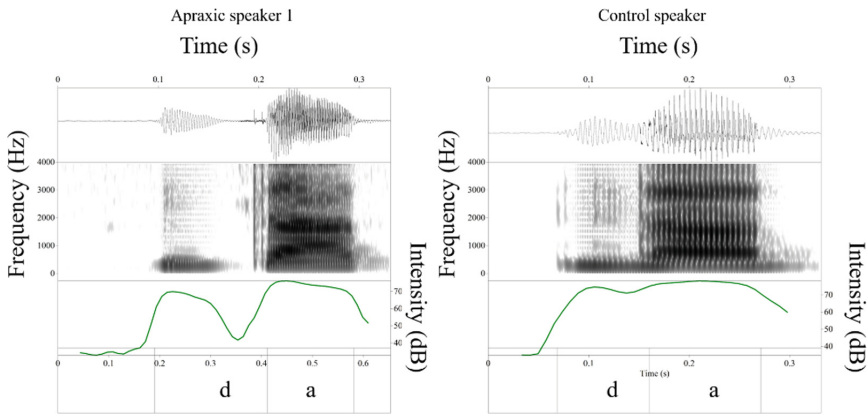 Apraxic speaker 1
Time (s)
0 0.1 0.2 0.3
Frequency (Hz)
4000
3000
2000
1000
0
Intensity (dB)
70
60
50
40
0 0.1 0.2 0.3 0.4 0.5 0.6
d a
Control speaker
Time (s)
0 0.1 0.2 0.3
Frequency (Hz)
4000
3000
2000
1000
0
Intensity (dB)
70
60
50
40
0 0.1 0.2 0.3
Time (s)
d a